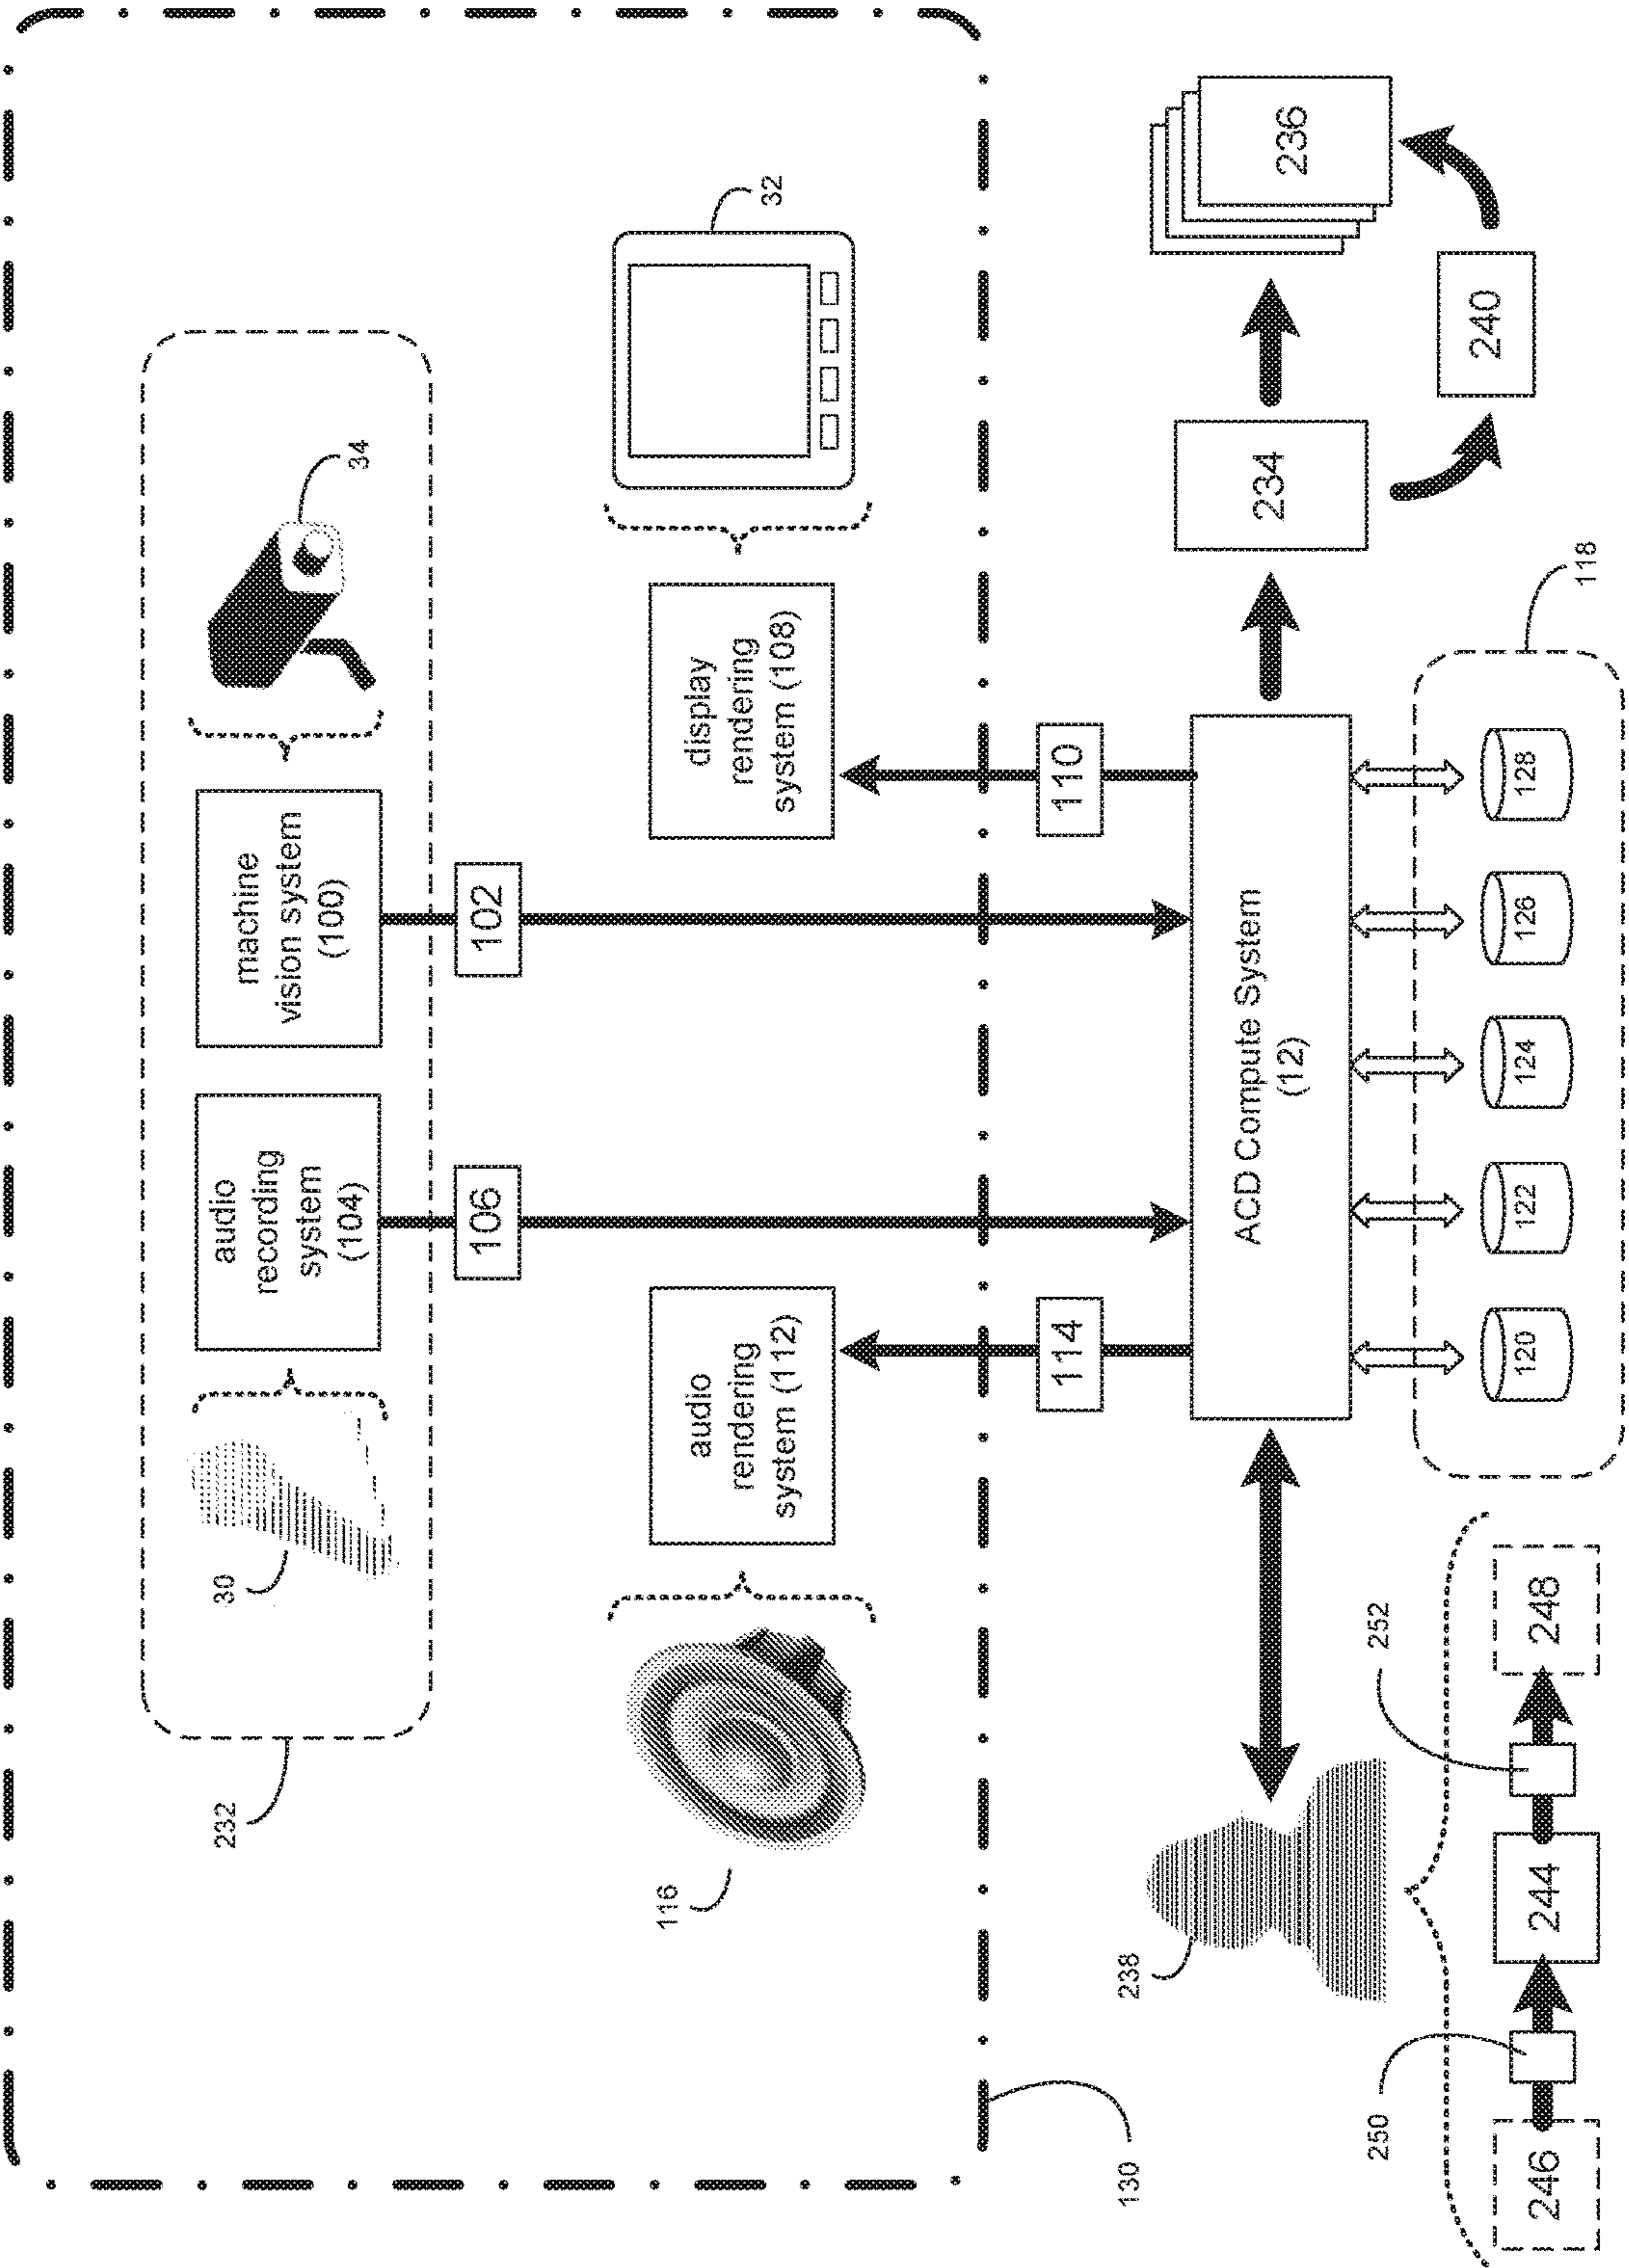 232
30
audio
recording
system
(104)
machine
vision system
(100)
34
106
102
116
audio
rendering
system (112)
display
rendering
system (108)
32
130
114
110
238
ACD Compute System
(12)
234
236
240
118
120
122
124
126
128
250
252
246
244
248